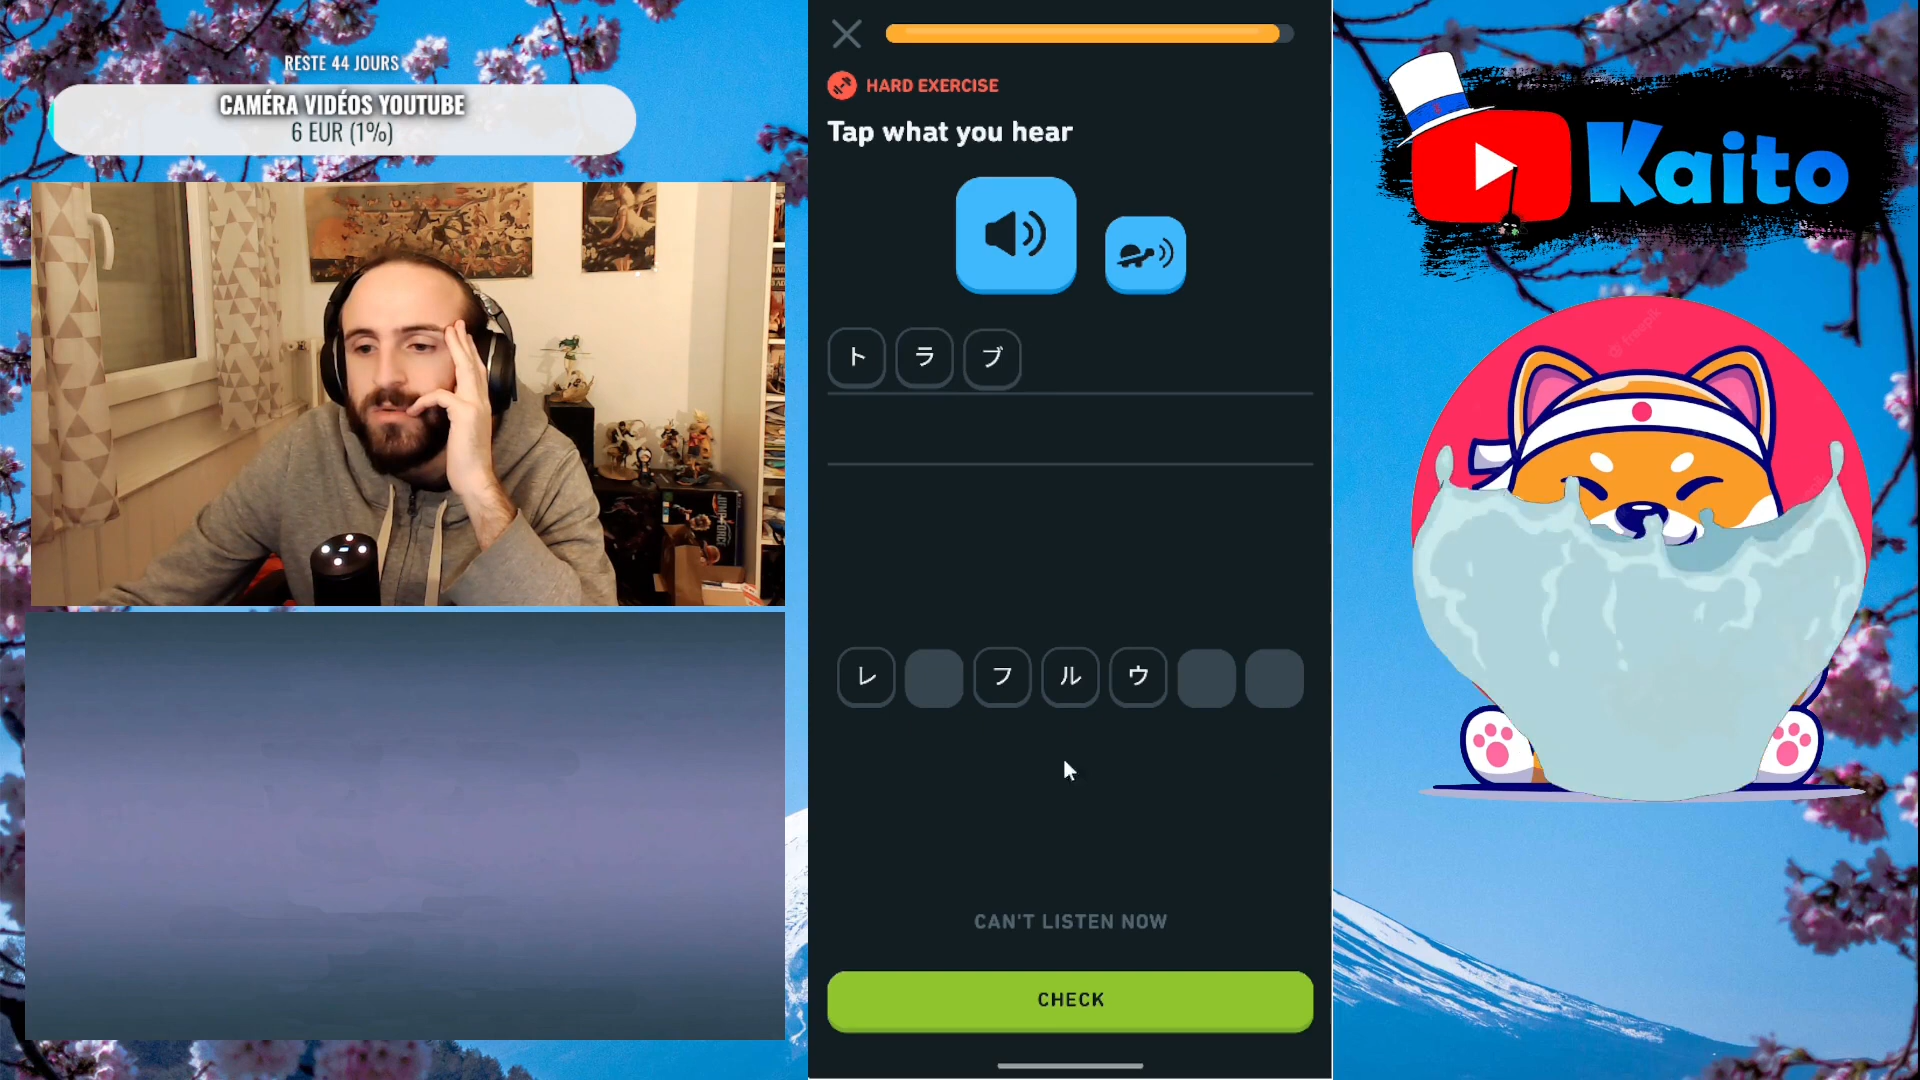 RESTE 44 JOURS
CAMÉRA VIDÉOS YOUTUBE
6 EUR (1%)
HARD EXERCISE
Tap what you hear
ト ラ ブ
レ フ ル ウ
CAN'T LISTEN NOW
CHECK
Kaito